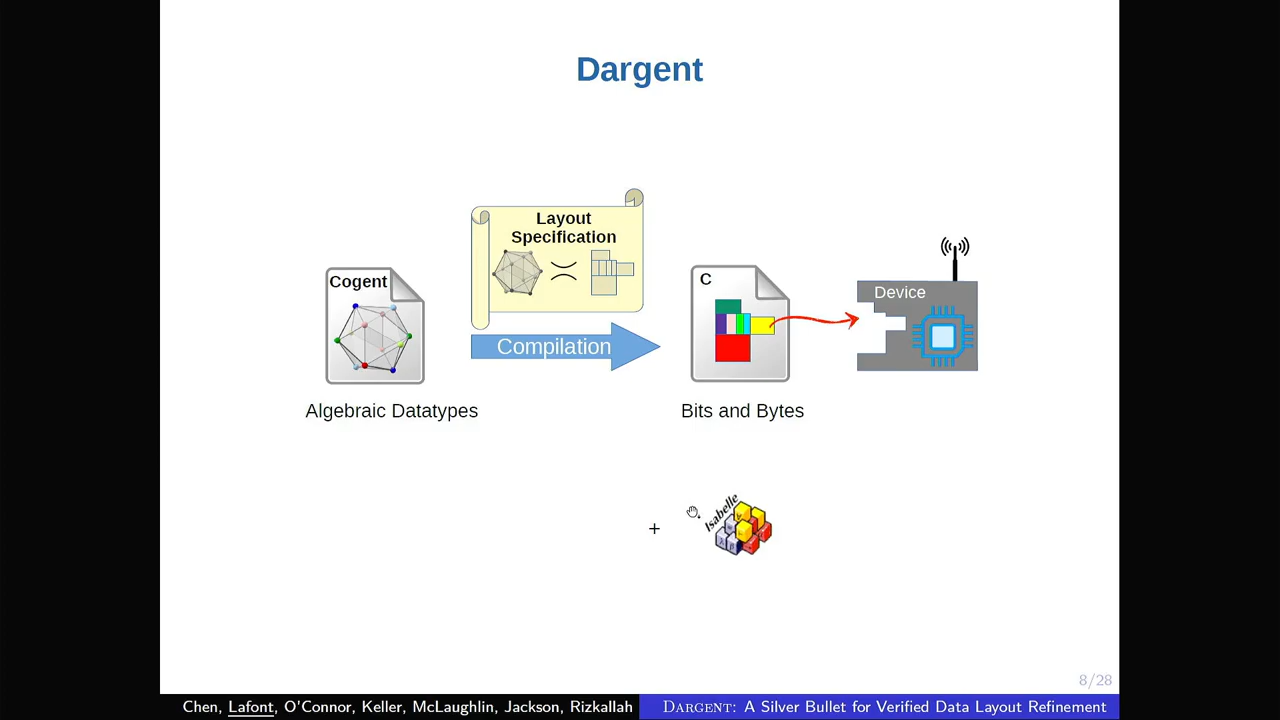 Dargent
Layout
Specification
Cogent
Compilation
C
Device
Algebraic Datatypes
Bits and Bytes
+
Isabelle
8/28
Chen, Lafont, O'Connor, Keller, McLaughlin, Jackson, Rizkallah
DARGENT: A Silver Bullet for Verified Data Layout Refinement